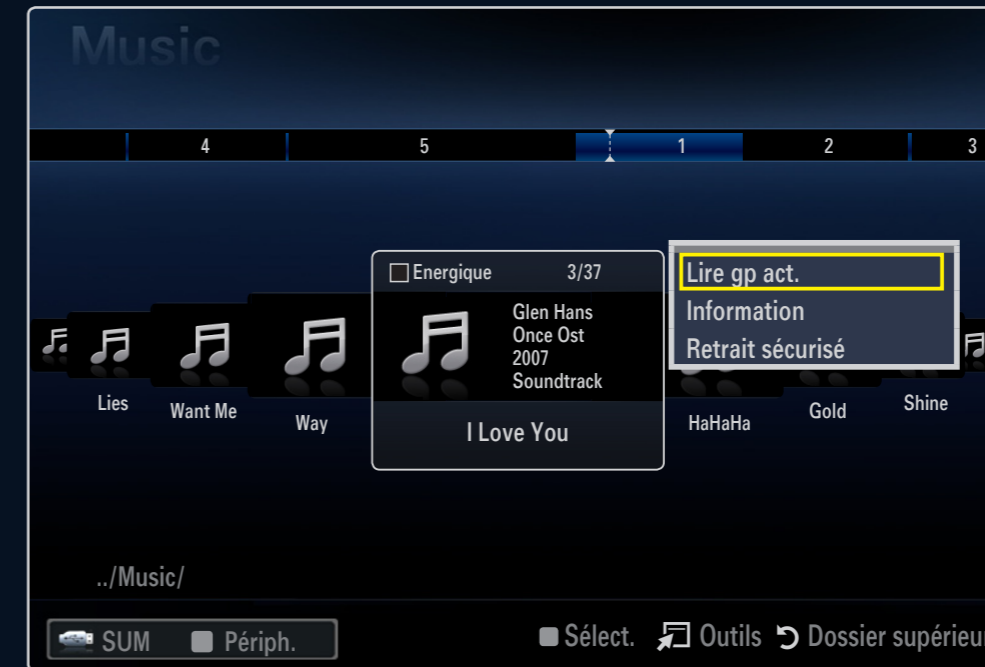 Music
4 5 1 2 3
Energique 3/37
Glen Hans
Once Ost
2007
Soundtrack
I Love You
Lire gp act.
Information
Retrait sécurisé
Lies Want Me Way HaHaHa Gold Shine
../Music/
SUM Périph. Sélect. Outils Dossier supérieur